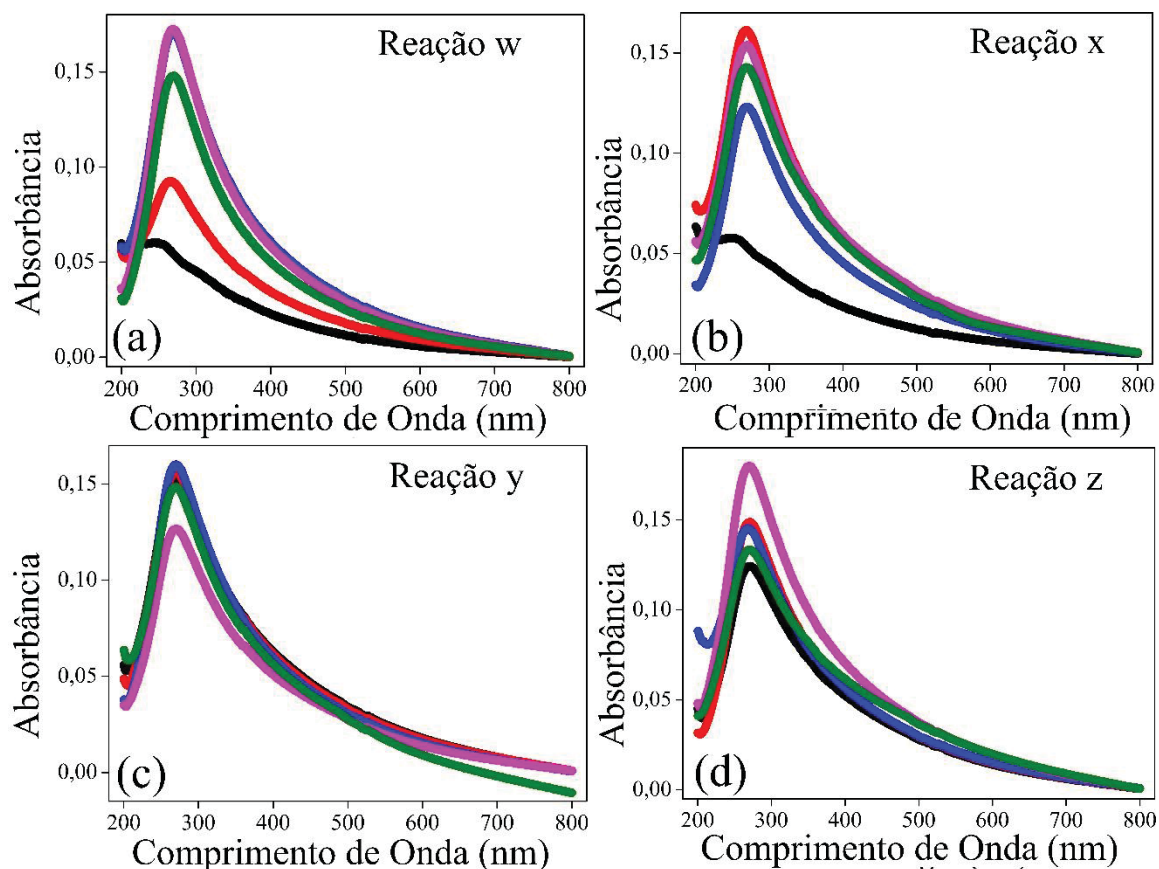 Reação w
0,15
0,10
0,05
0,00
Absorbância
(a)
200 300 400 500 600 700 800
Comprimento de Onda (nm)
Reação x
0,15
0,10
0,05
0,00
Absorbância
(b)
200 300 400 500 600 700 800
Comprimento de Onda (nm)
Reação y
0,15
0,10
0,05
0,00
Absorbância
(c)
200 300 400 500 600 700 800
Comprimento de Onda (nm)
Reação z
0,15
0,10
0,05
0,00
Absorbância
(d)
200 300 400 500 600 700 800
Comprimento de Onda (nm)